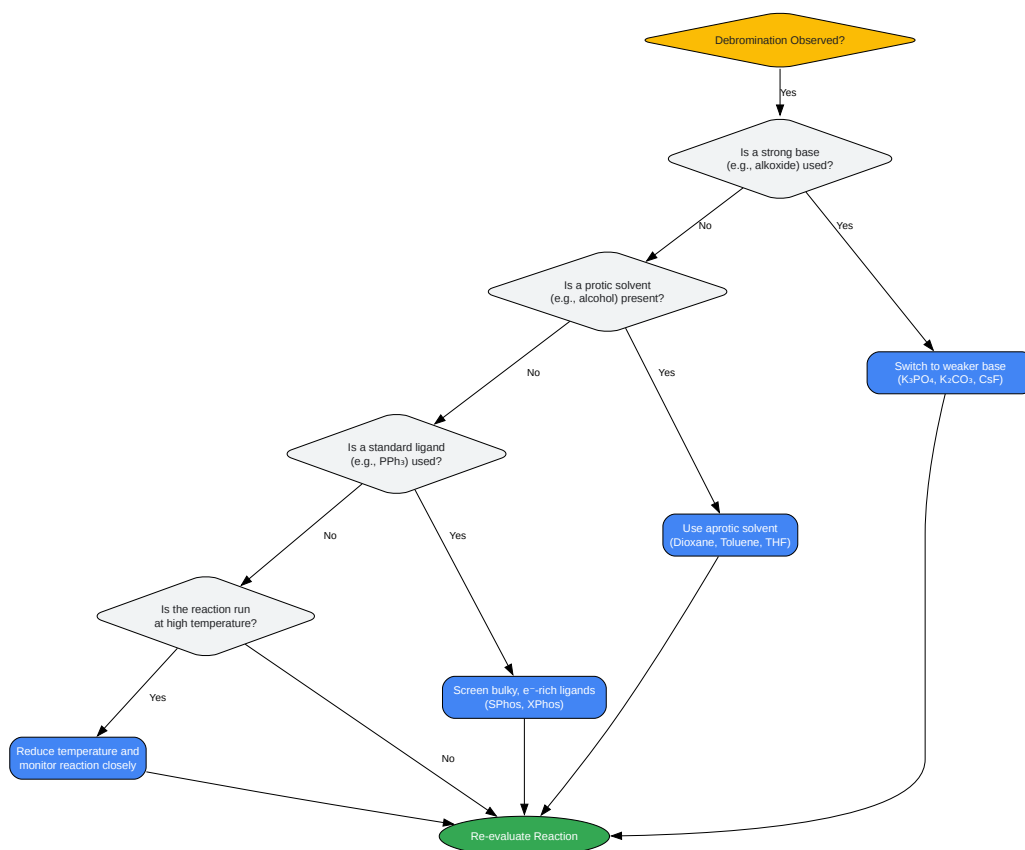 Debromination Observed?
Yes
Is a strong base
(e.g., alkoxide) used?
No
Yes
Is a protic solvent
(e.g., alcohol) present?
Switch to weaker base
(K₃PO₄, K₂CO₃, CsF)
No
Yes
Is a standard ligand
(e.g., PPh₃) used?
Use aprotic solvent
(Dioxane, Toluene, THF)
No
Yes
Is the reaction run
at high temperature?
Screen bulky, e⁻-rich ligands
(SPhos, XPhos)
Yes
Reduce temperature and
monitor reaction closely
No
Re-evaluate Reaction